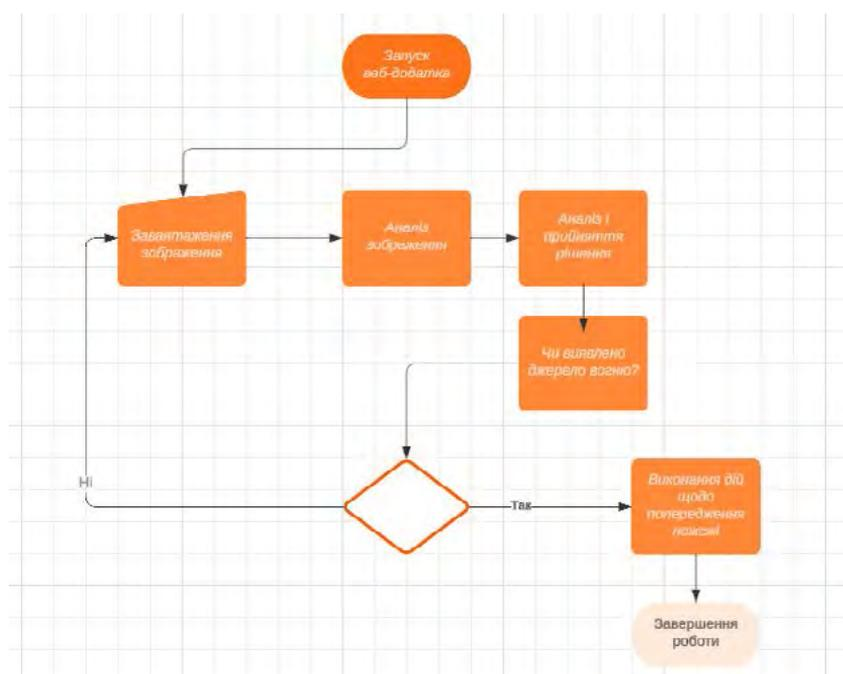 Запуск
веб-додатка
Завантаження
зображення
Аналіз
зображення
Аналіз і
прийняття
рішення
Чи виявлено
джерело вогню?
Ні
Так
Виконання дій
щодо
попередження
пожежі
Завершення
роботи